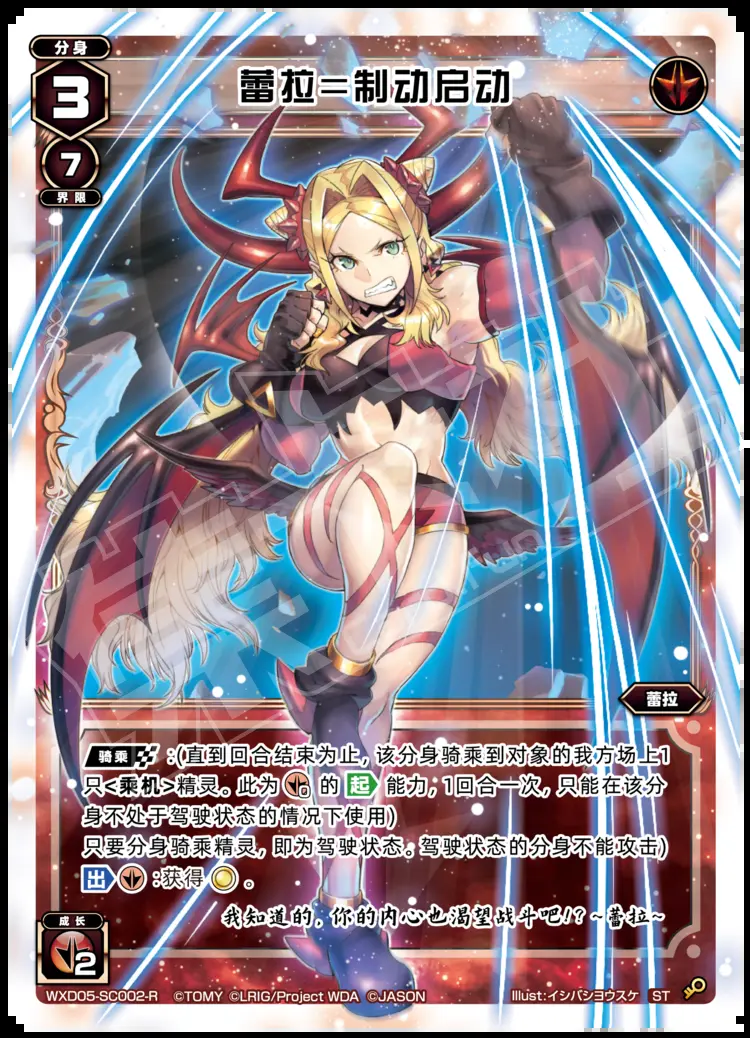 分身
3
蕾拉＝制动启动
7
界限
蕾拉
骑乘 :(直到回合结束为止，该分身骑乘到对象的我方场上1
只<乘机>精灵。此为 0 的 起 能力，1回合一次，只能在该分
身不处于驾驶状态的情况下使用)
只要分身骑乘精灵，即为驾驶状态。驾驶状态的分身不能攻击)
出 :获得 。
我知道的，你的内心也渴望战斗吧!?～蕾拉～
成长
2
WXD05-SC002-R ©TOMY ©LRIG/Project WDA ©JASON Illust:イシバシヨウスケ ST